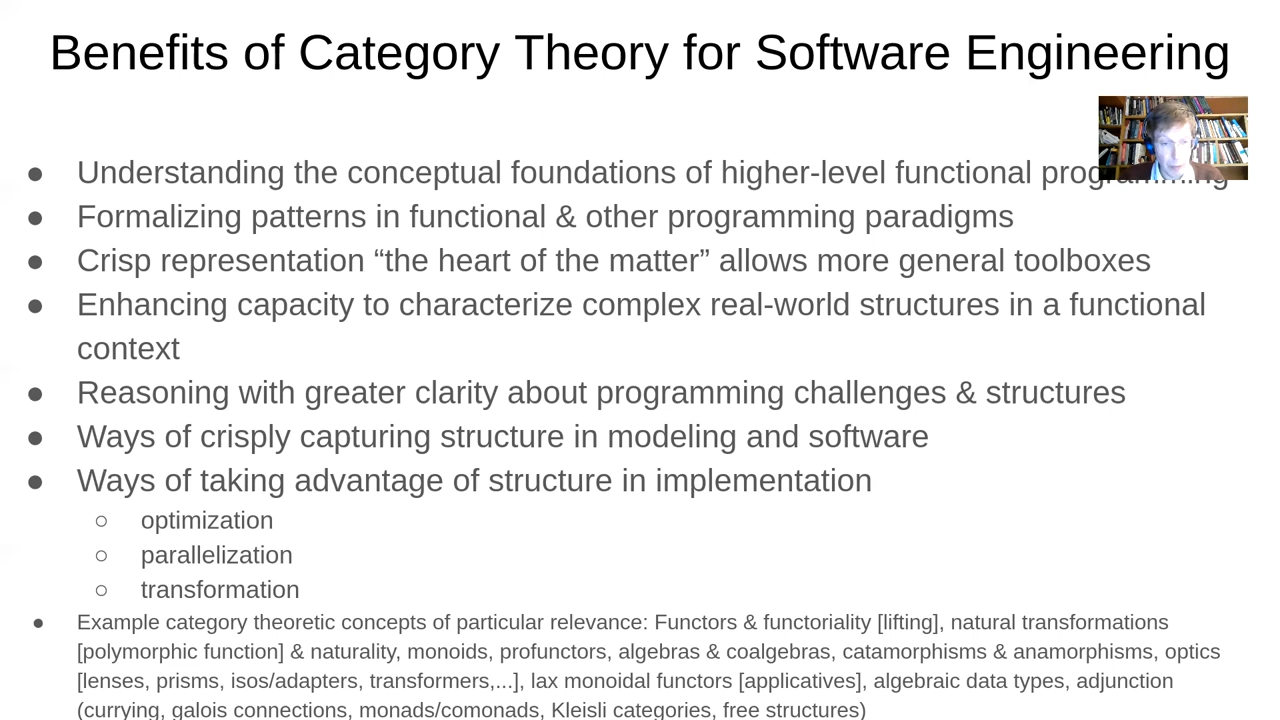 Benefits of Category Theory for Software Engineering
● Understanding the conceptual foundations of higher-level functional programming
● Formalizing patterns in functional & other programming paradigms
● Crisp representation “the heart of the matter” allows more general toolboxes
● Enhancing capacity to characterize complex real-world structures in a functional
context
● Reasoning with greater clarity about programming challenges & structures
● Ways of crisply capturing structure in modeling and software
● Ways of taking advantage of structure in implementation
○ optimization
○ parallelization
○ transformation
● Example category theoretic concepts of particular relevance: Functors & functoriality [lifting], natural transformations
[polymorphic function] & naturality, monoids, profunctors, algebras & coalgebras, catamorphisms & anamorphisms, optics
[lenses, prisms, isos/adapters, transformers,...], lax monoidal functors [applicatives], algebraic data types, adjunction
(currying, galois connections, monads/comonads, Kleisli categories, free structures)